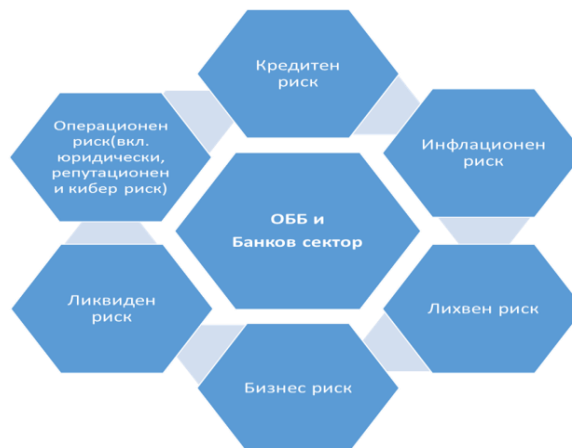 Кредитен
риск
Операционен
риск(вкл.
юридически,
репутационен
и кибер риск)
Инфлационен
риск
ОББ и
Банков сектор
Ликвиден
риск
Лихвен риск
Бизнес риск